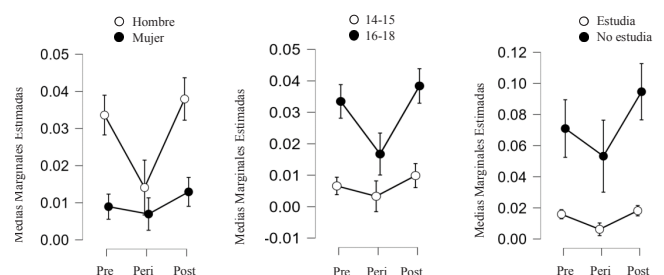 Hombre
Mujer
Medias Marginales Estimadas
0.05
0.04
0.03
0.02
0.01
0.00
Pre Peri Post
14-15
16-18
Medias Marginales Estimadas
0.05
0.04
0.03
0.02
0.01
0.00
-0.01
Pre Peri Post
Estudia
No estudia
Medias Marginales Estimadas
0.12
0.10
0.08
0.06
0.04
0.02
0.00
Pre Peri Post